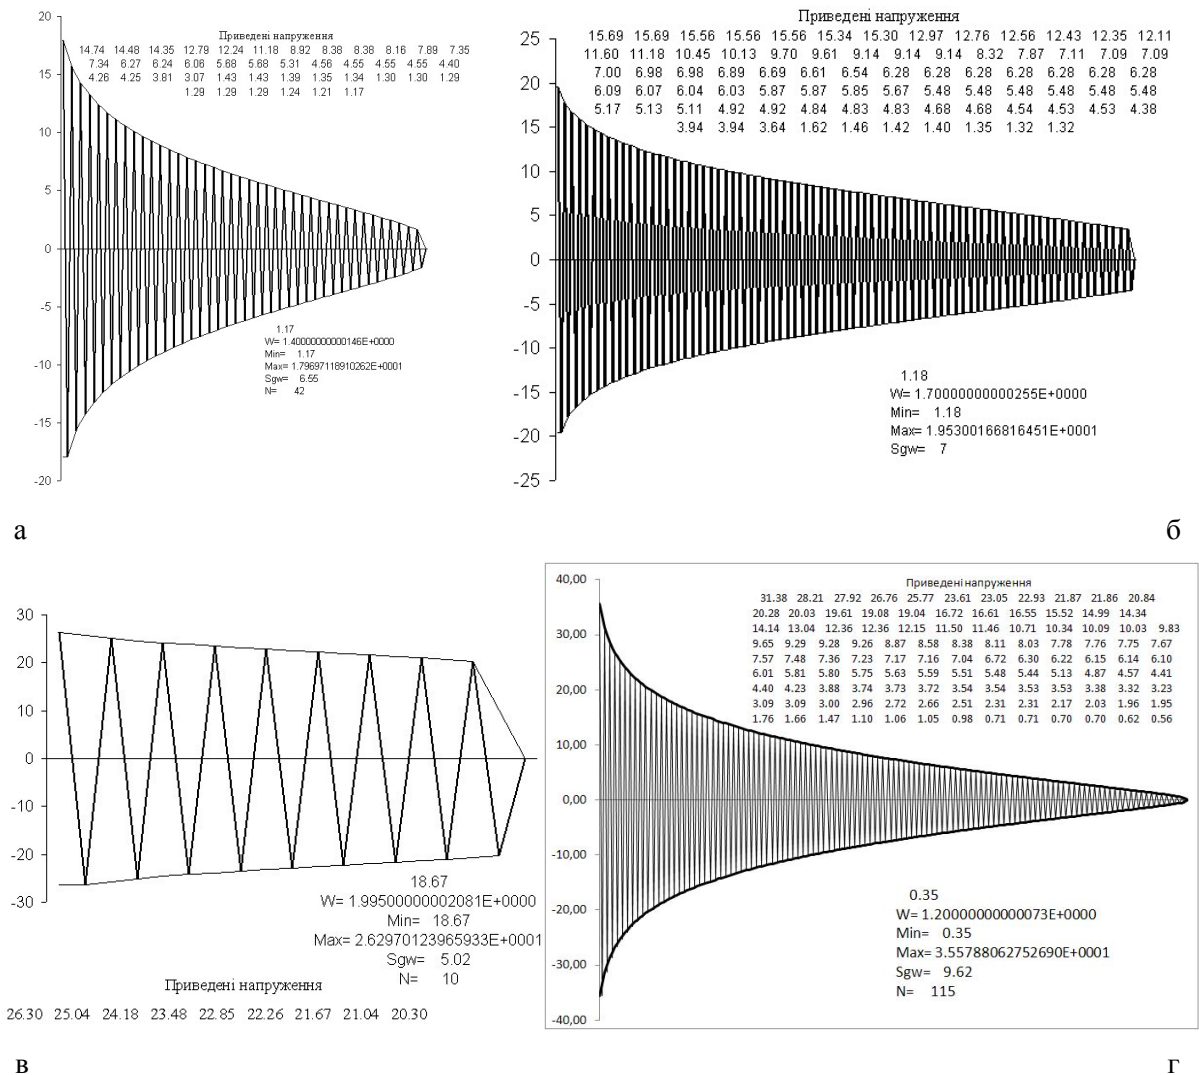 Приведені напруження
14.74 14.48 14.35 12.79 12.24 11.18 8.92 8.38 8.38 8.16 7.89 7.35
7.34 6.27 6.24 6.06 5.68 5.68 5.31 4.56 4.55 4.55 4.55 4.40
4.26 4.25 3.81 3.07 1.43 1.43 1.39 1.35 1.34 1.30 1.30 1.29
1.29 1.29 1.29 1.24 1.21 1.17
20
15
10
5
0
-5
-10
-15
-20
1.17
W= 1.40000000000146E+0000
Min= 1.17
Max= 1.79697118910262E+0001
Sgw= 6.55
N= 42
а
Приведені напруження
15.69 15.69 15.56 15.56 15.56 15.56 15.34 15.30 12.97 12.76 12.56 12.43 12.35 12.11
11.60 11.18 10.45 10.13 9.70 9.61 9.14 9.14 9.14 8.32 7.87 7.11 7.09 7.09
7.00 6.98 6.98 6.89 6.69 6.61 6.54 6.28 6.28 6.28 6.28 6.28 6.28 6.28
6.09 6.07 6.04 6.03 5.87 5.87 5.85 5.67 5.48 5.48 5.48 5.48 5.48 5.48
5.17 5.13 5.11 4.92 4.92 4.84 4.83 4.83 4.68 4.68 4.54 4.53 4.53 4.38
3.94 3.94 3.64 1.62 1.46 1.42 1.40 1.35 1.32 1.32
25
20
15
10
5
0
-5
-10
-15
-20
-25
1.18
W= 1.70000000000255E+0000
Min= 1.18
Max= 1.95300166816451E+0001
Sgw= 7
б
30
20
10
0
-10
-20
-30
18.67
W= 1.99500000002081E+0000
Min= 18.67
Max= 2.62970123965933E+0001
Sgw= 5.02
N= 10
Приведені напруження
26.30 25.04 24.18 23.48 22.85 22.26 21.67 21.04 20.30
в
40,00
30,00
20,00
10,00
0,00
-10,00
-20,00
-30,00
-40,00
Приведені напруження
31.38 28.21 27.92 26.76 25.77 23.61 23.05 22.93 21.87 21.86 20.84
20.28 20.03 19.61 19.08 19.04 16.72 16.61 16.55 15.52 14.99 14.34
14.14 13.04 12.36 12.36 12.15 11.50 11.46 10.71 10.34 10.09 10.03 9.83
9.65 9.29 9.28 9.26 8.87 8.58 8.38 8.11 8.03 7.78 7.76 7.75 7.67
7.57 7.48 7.36 7.23 7.17 7.16 7.04 6.72 6.30 6.22 6.15 6.14 6.10
6.01 5.81 5.80 5.75 5.63 5.59 5.51 5.48 5.44 5.13 4.87 4.57 4.41
4.40 4.23 3.88 3.74 3.73 3.72 3.54 3.54 3.53 3.53 3.38 3.32 3.23
3.09 3.09 3.00 2.96 2.72 2.66 2.51 2.31 2.31 2.17 2.03 1.96 1.95
1.76 1.66 1.47 1.10 1.06 1.05 0.98 0.71 0.71 0.70 0.70 0.62 0.56
0.35
W= 1.20000000000073E+0000
Min= 0.35
Max= 3.55788062752690E+0001
Sgw= 9.62
N= 115
г